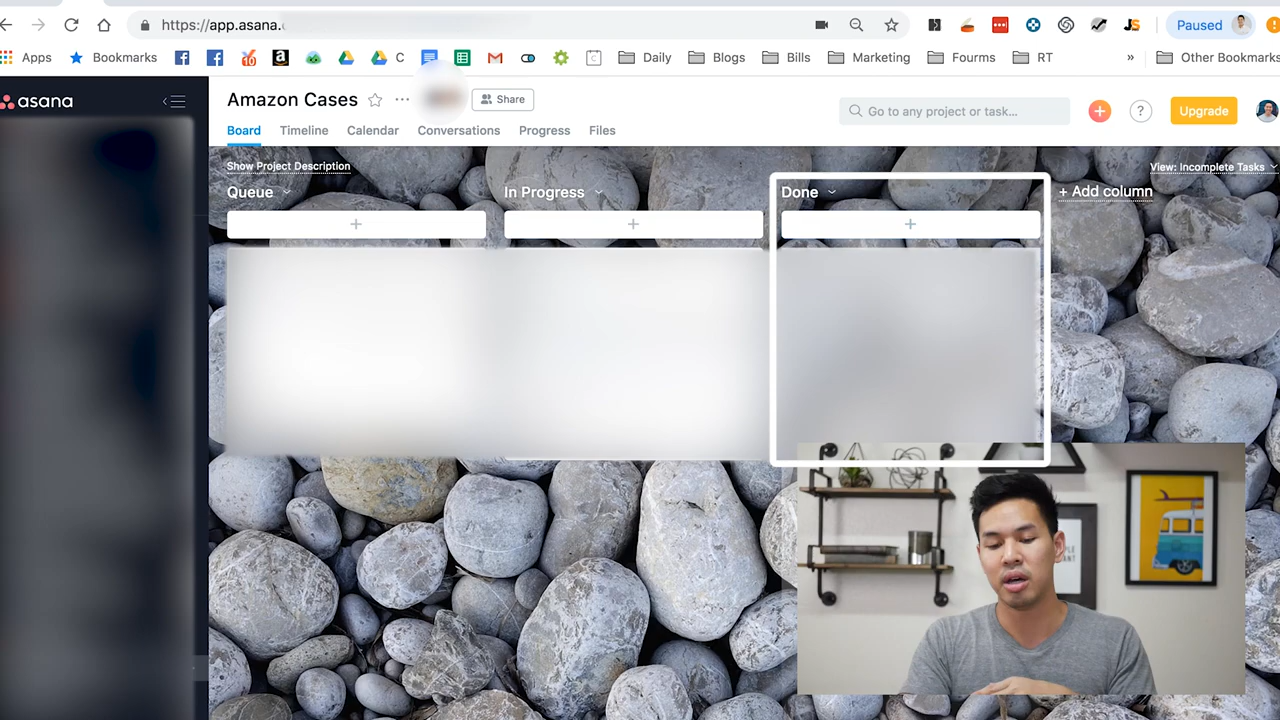 https://app.asana.
Paused
Apps
Bookmarks
C
Daily
Blogs
Bills
Marketing
Fourms
RT
»
Other Bookmarks
asana
Amazon Cases
Share
Go to any project or task...
?
Upgrade
Board
Timeline
Calendar
Conversations
Progress
Files
Show Project Description
View: Incomplete Tasks
Queue
In Progress
Done
+ Add column